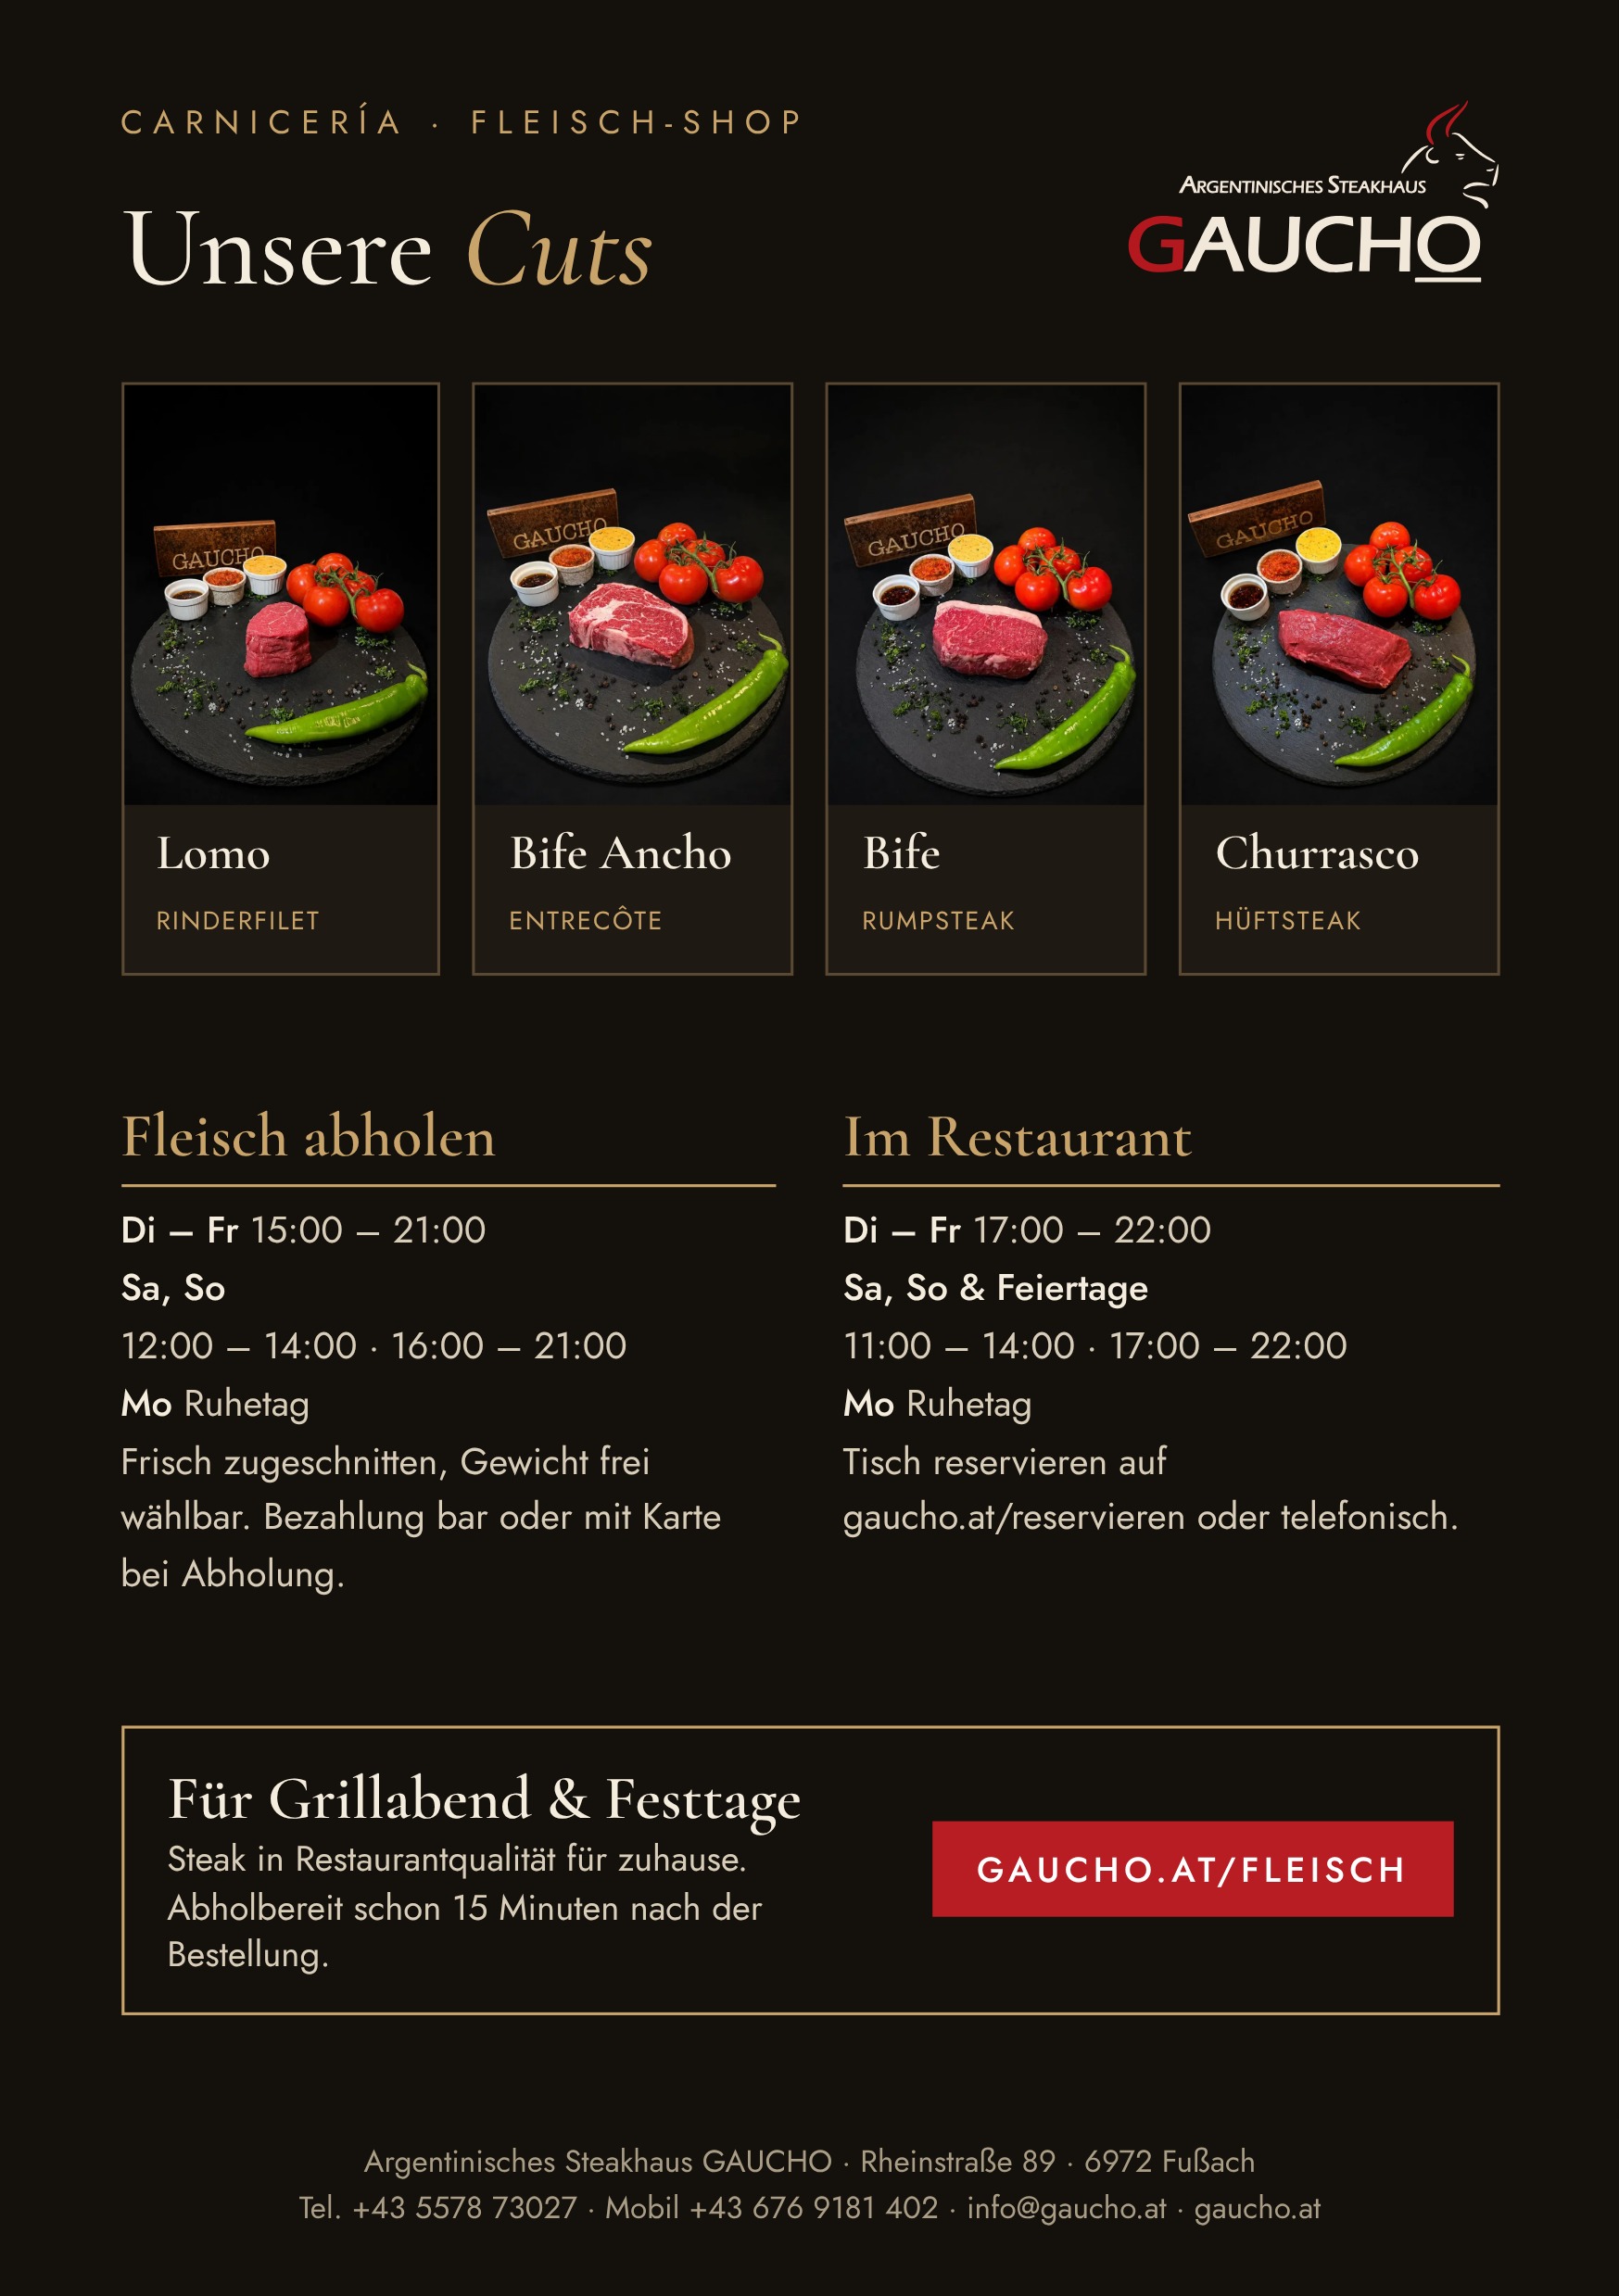 CARNICERÍA · FLEISCH-SHOP
Unsere Cuts
ARGENTINISCHES STEAKHAUS
GAUCHO
GAUCHO
GAUCHO
GAUCHO
GAUCHO
Lomo
RINDERFILET
Bife Ancho
ENTRECÔTE
Bife
RUMPSTEAK
Churrasco
HÜFTSTEAK
Fleisch abholen
Di – Fr 15:00 – 21:00
Sa, So
12:00 – 14:00 · 16:00 – 21:00
Mo Ruhetag
Frisch zugeschnitten, Gewicht frei
wählbar. Bezahlung bar oder mit Karte
bei Abholung.
Im Restaurant
Di – Fr 17:00 – 22:00
Sa, So & Feiertage
11:00 – 14:00 · 17:00 – 22:00
Mo Ruhetag
Tisch reservieren auf
gaucho.at/reservieren oder telefonisch.
Für Grillabend & Festtage
Steak in Restaurantqualität für zuhause.
Abholbereit schon 15 Minuten nach der
Bestellung.
GAUCHO.AT/FLEISCH
Argentinisches Steakhaus GAUCHO · Rheinstraße 89 · 6972 Fußach
Tel. +43 5578 73027 · Mobil +43 676 9181 402 · info@gaucho.at · gaucho.at